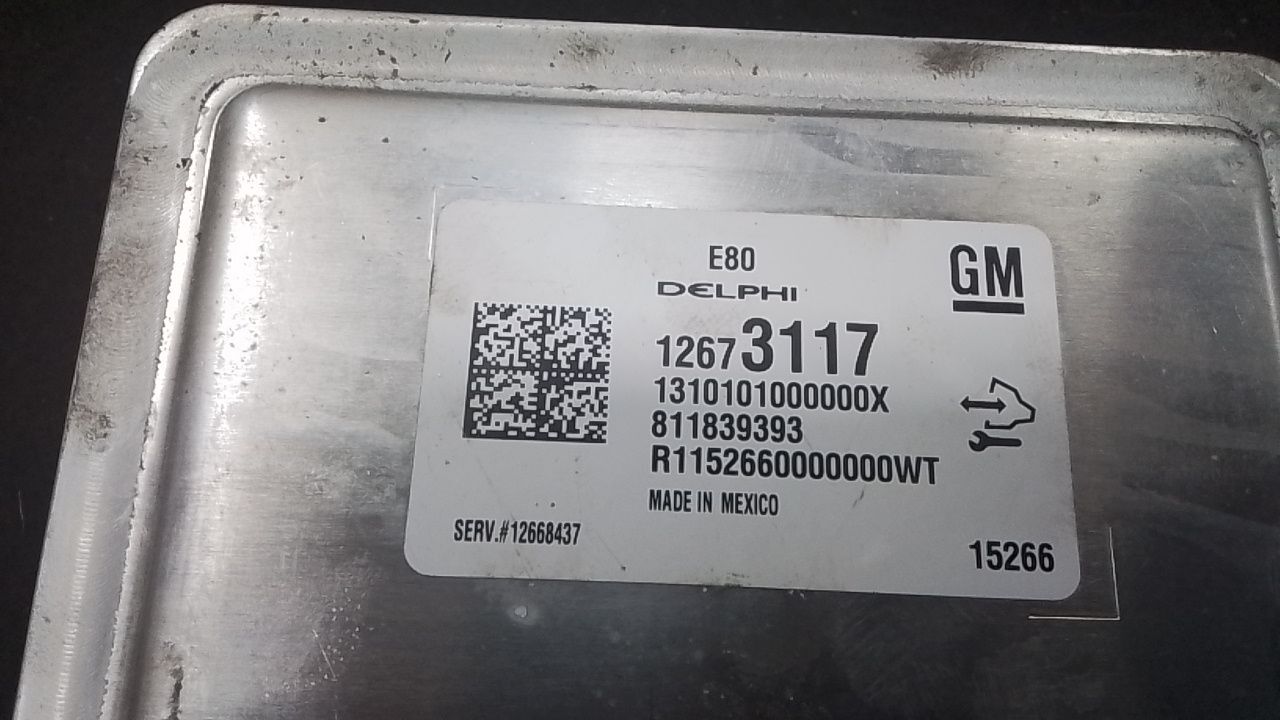 E80
GM
DELPHI
12673117
1310101000000X
811839393
R1152660000000WT
MADE IN MEXICO
SERV.#12668437
15266